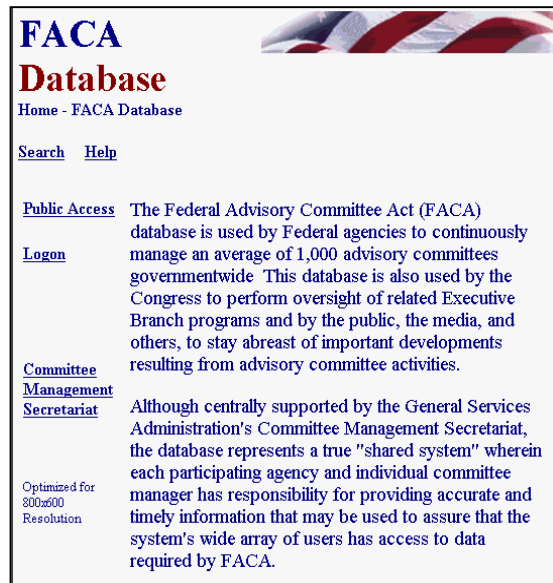 FACA
Database
Home - FACA Database
Search Help
Public Access
Logon
Committee
Management
Secretariat
Optimized for
800x600
Resolution
The Federal Advisory Committee Act (FACA)
database is used by Federal agencies to continuously
manage an average of 1,000 advisory committees
governmentwide This database is also used by the
Congress to perform oversight of related Executive
Branch programs and by the public, the media, and
others, to stay abreast of important developments
resulting from advisory committee activities.
Although centrally supported by the General Services
Administration's Committee Management Secretariat,
the database represents a true "shared system" wherein
each participating agency and individual committee
manager has responsibility for providing accurate and
timely information that may be used to assure that the
system's wide array of users has access to data
required by FACA.